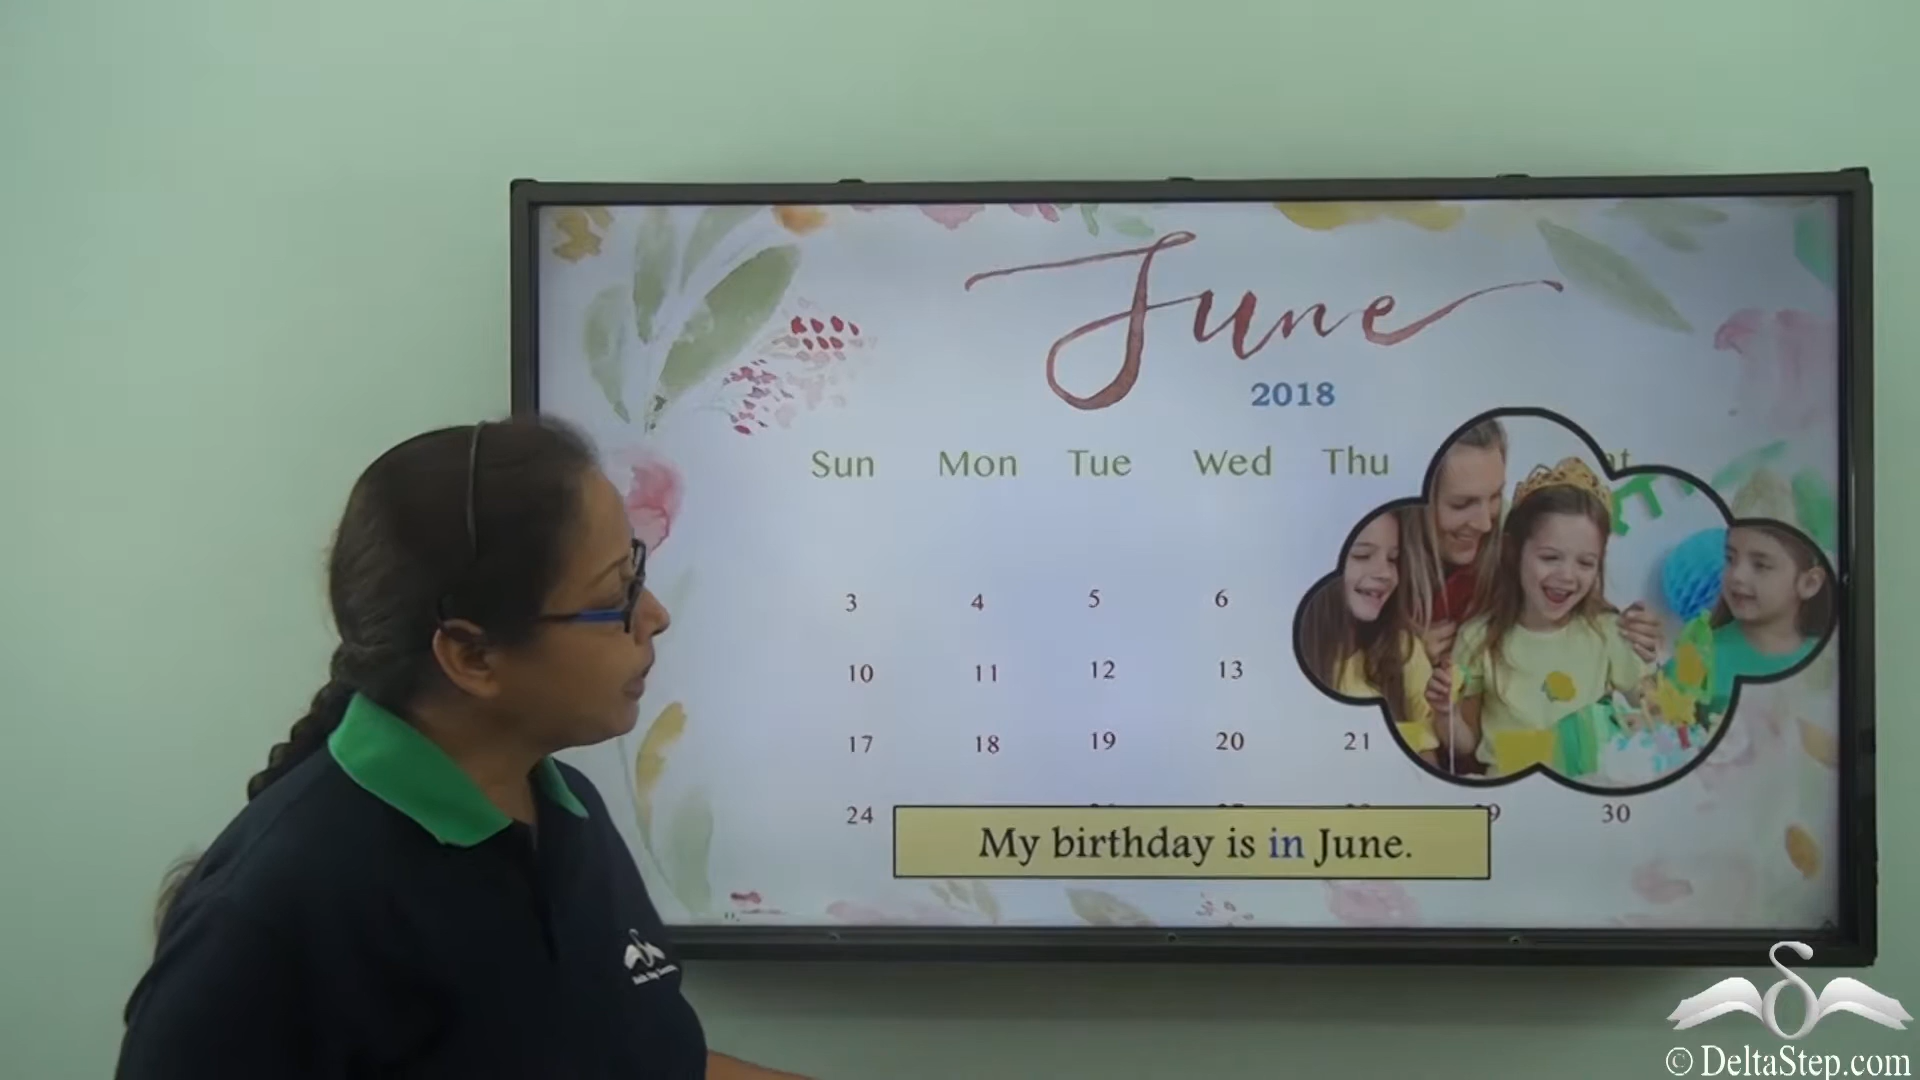 June
2018
Sun Mon Tue Wed Thu
3 4 5 6
10 11 12 13
17 18 19 20 21
24 30
My birthday is in June.
© DeltaStep.com